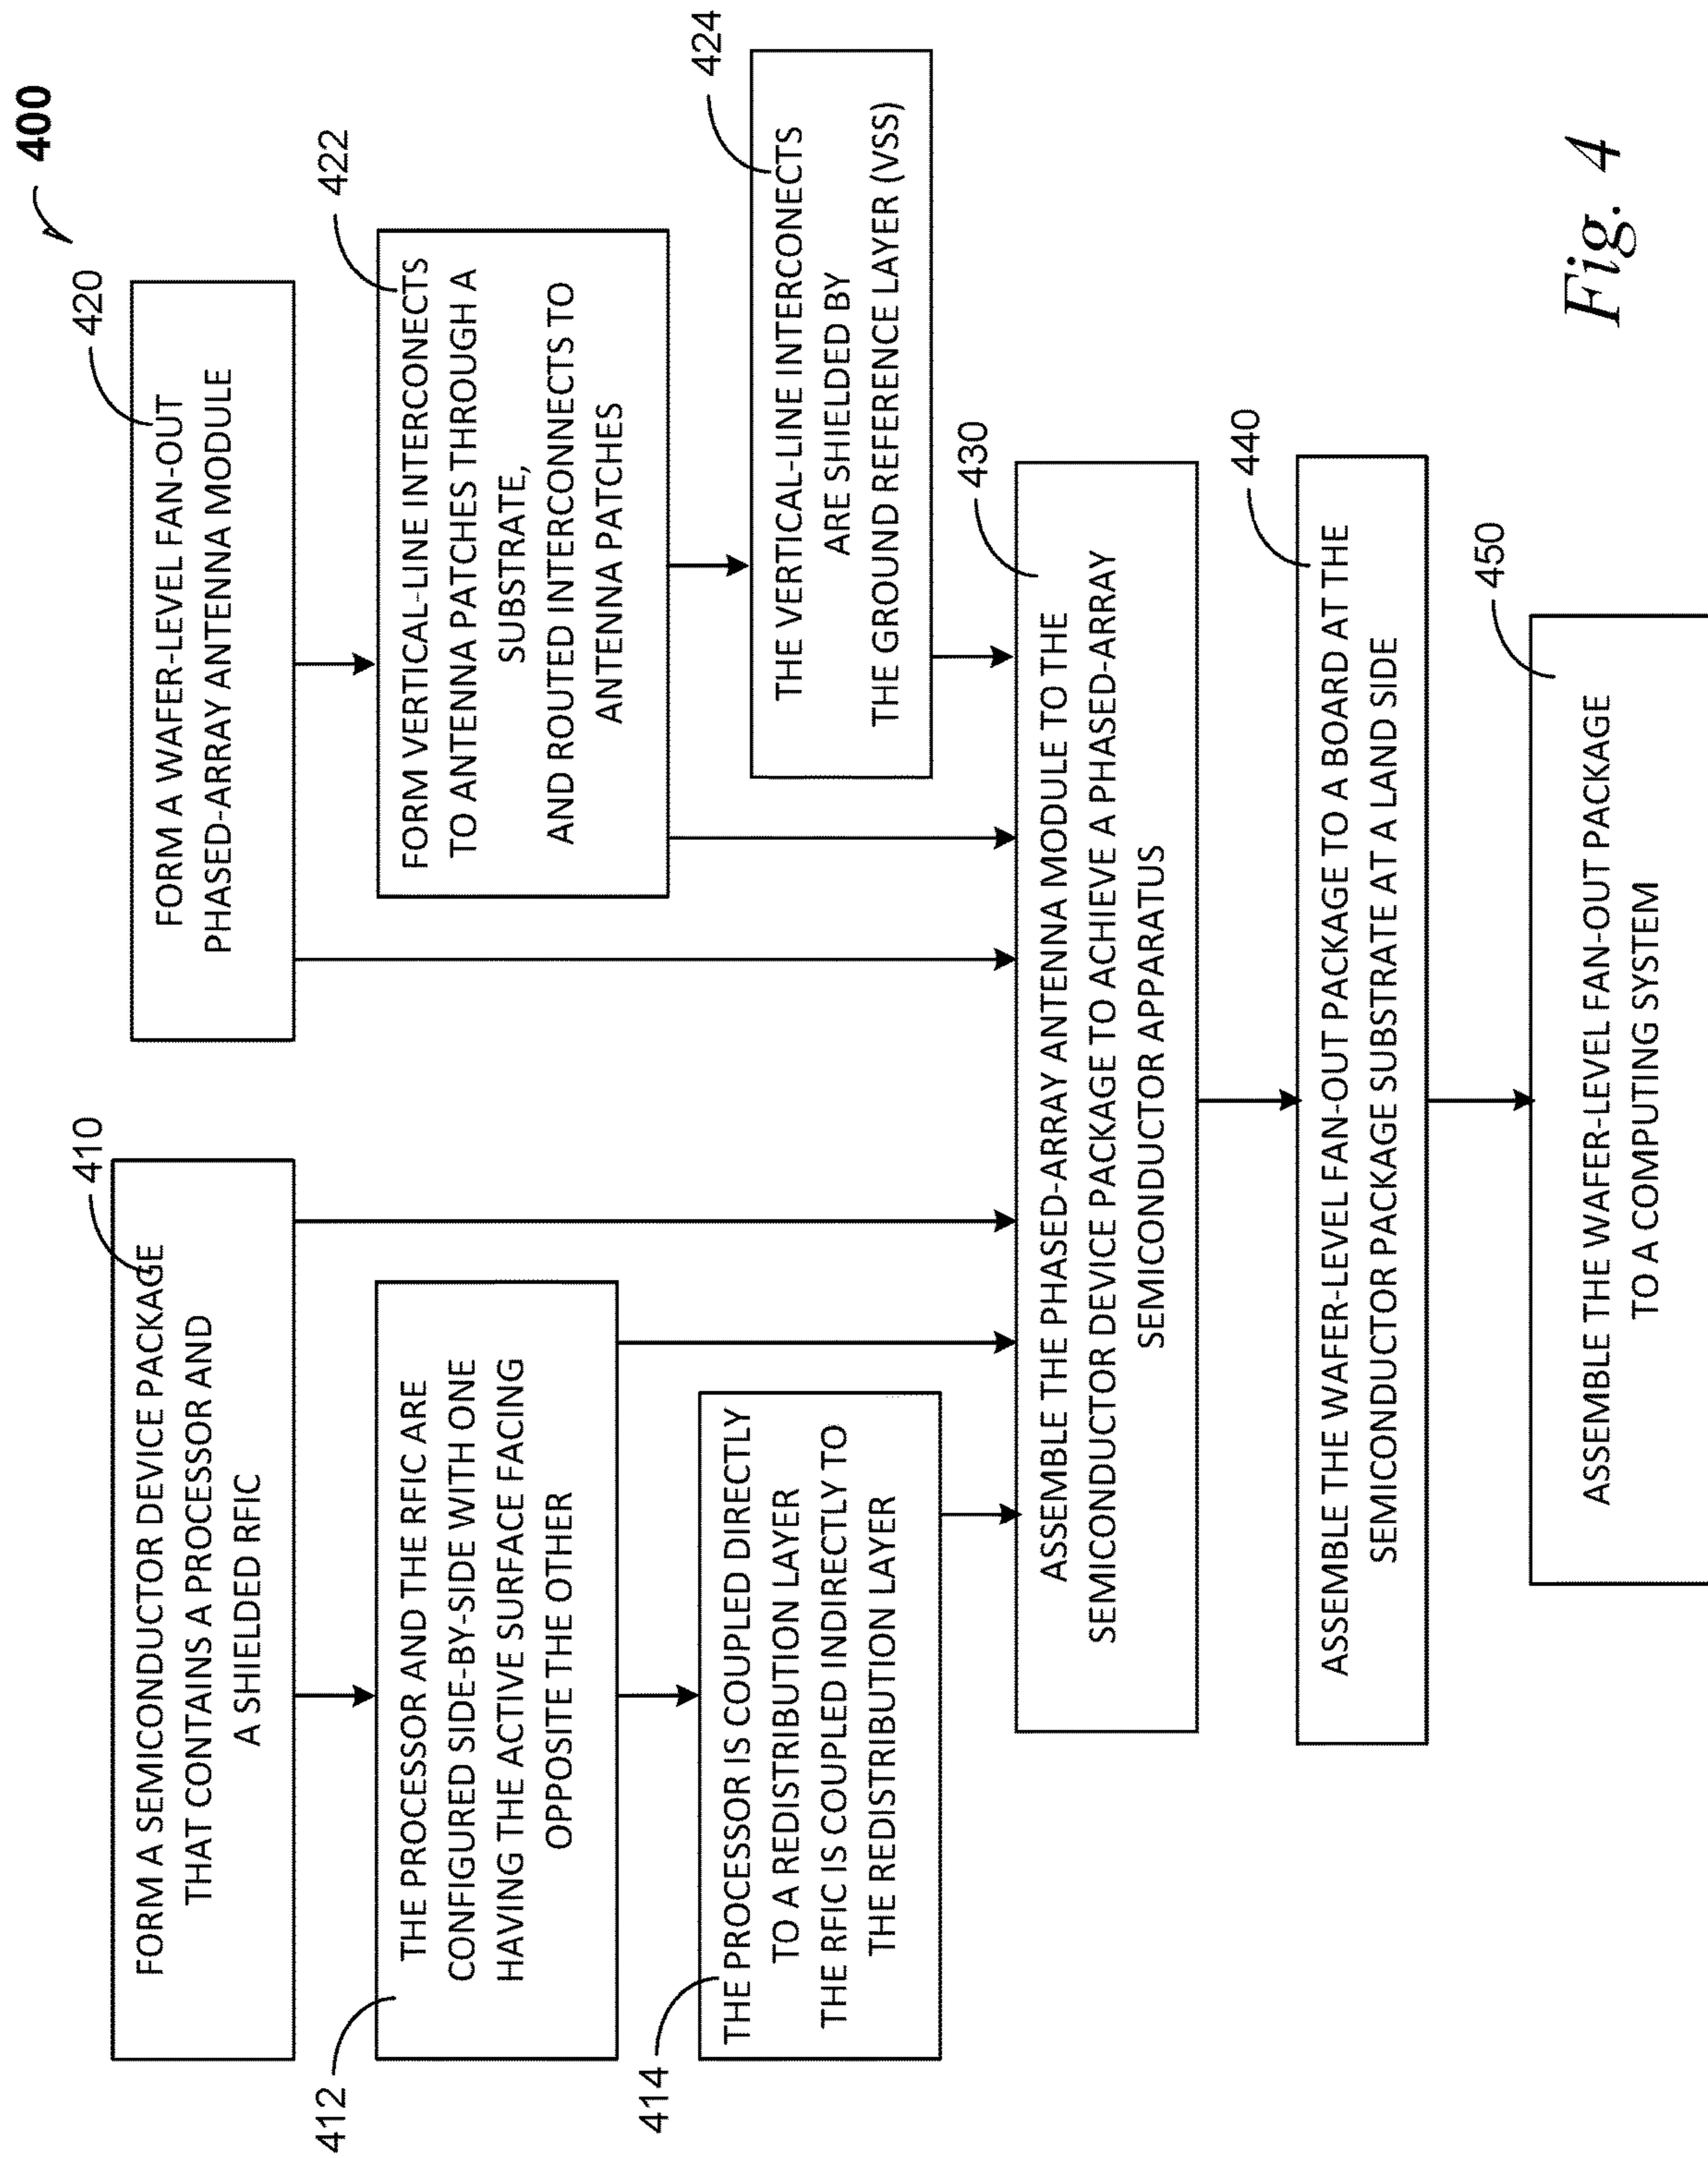 400
410
FORM A SEMICONDUCTOR DEVICE PACKAGE
THAT CONTAINS A PROCESSOR AND
A SHIELDED RFIC
412
THE PROCESSOR AND THE RFIC ARE
CONFIGURED SIDE-BY-SIDE WITH ONE
HAVING THE ACTIVE SURFACE FACING
OPPOSITE THE OTHER
414
THE PROCESSOR IS COUPLED DIRECTLY
TO A REDISTRIBUTION LAYER
THE RFIC IS COUPLED INDIRECTLY TO
THE REDISTRIBUTION LAYER
420
FORM A WAFER-LEVEL FAN-OUT
PHASED-ARRAY ANTENNA MODULE
422
FORM VERTICAL-LINE INTERCONECTS
TO ANTENNA PATCHES THROUGH A
SUBSTRATE,
AND ROUTED INTERCONNECTS TO
ANTENNA PATCHES
424
THE VERTICAL-LINE INTERCONECTS
ARE SHIELDED BY
THE GROUND REFERENCE LAYER (VSS)
430
ASSEMBLE THE PHASED-ARRAY ANTENNA MODULE TO THE
SEMICONDUCTOR DEVICE PACKAGE TO ACHIEVE A PHASED-ARRAY
SEMICONDUCTOR APPARATUS
440
ASSEMBLE THE WAFER-LEVEL FAN-OUT PACKAGE TO A BOARD AT THE
SEMICONDUCTOR PACKAGE SUBSTRATE AT A LAND SIDE
450
ASSEMBLE THE WAFER-LEVEL FAN-OUT PACKAGE
TO A COMPUTING SYSTEM
Fig. 4